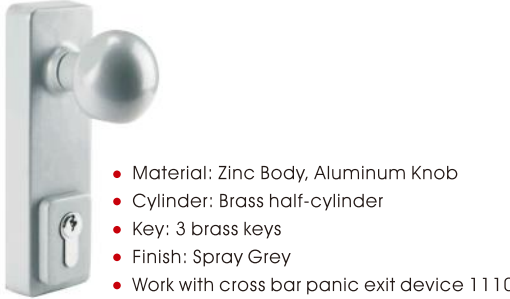 Material: Zinc Body, Aluminum Knob
Cylinder: Brass half-cylinder
Key: 3 brass keys
Finish: Spray Grey
Work with cross bar panic exit device